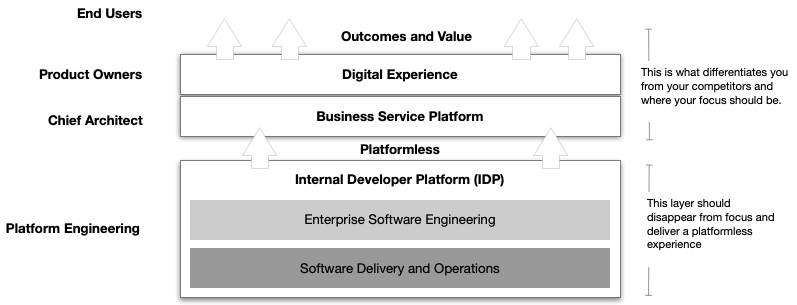 End Users
Outcomes and Value
Product Owners
Digital Experience
This is what differentiates you
from your competitors and
where your focus should be.
Chief Architect
Business Service Platform
Platformless
Internal Developer Platform (IDP)
Platform Engineering
Enterprise Software Engineering
Software Delivery and Operations
This layer should
disappear from focus and
deliver a platformless
experience